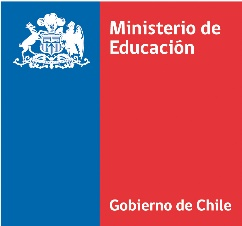 Ministerio de
Educación
Gobierno de Chile